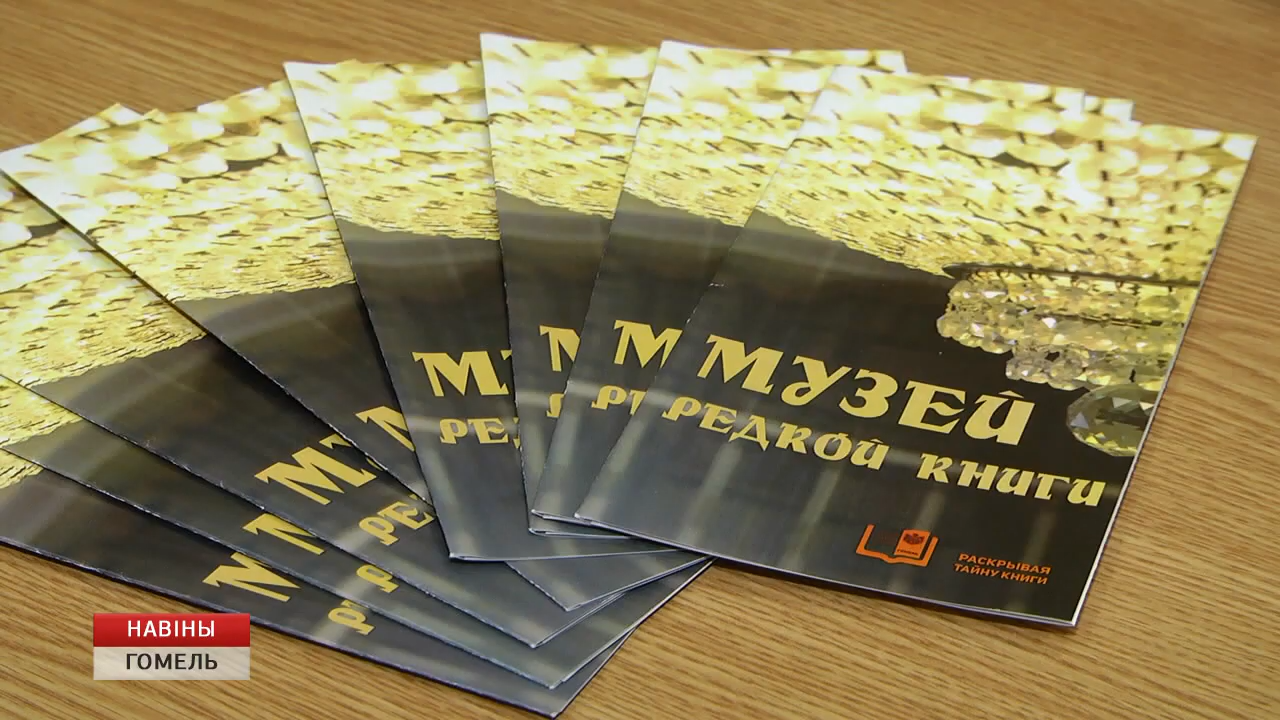 МУЗЕЙ
РЕДКОЙ КНИГИ
РАСКРЫВАЯ
ТАЙНУ КНИГИ
НАВІНЫ
ГОМЕЛЬ